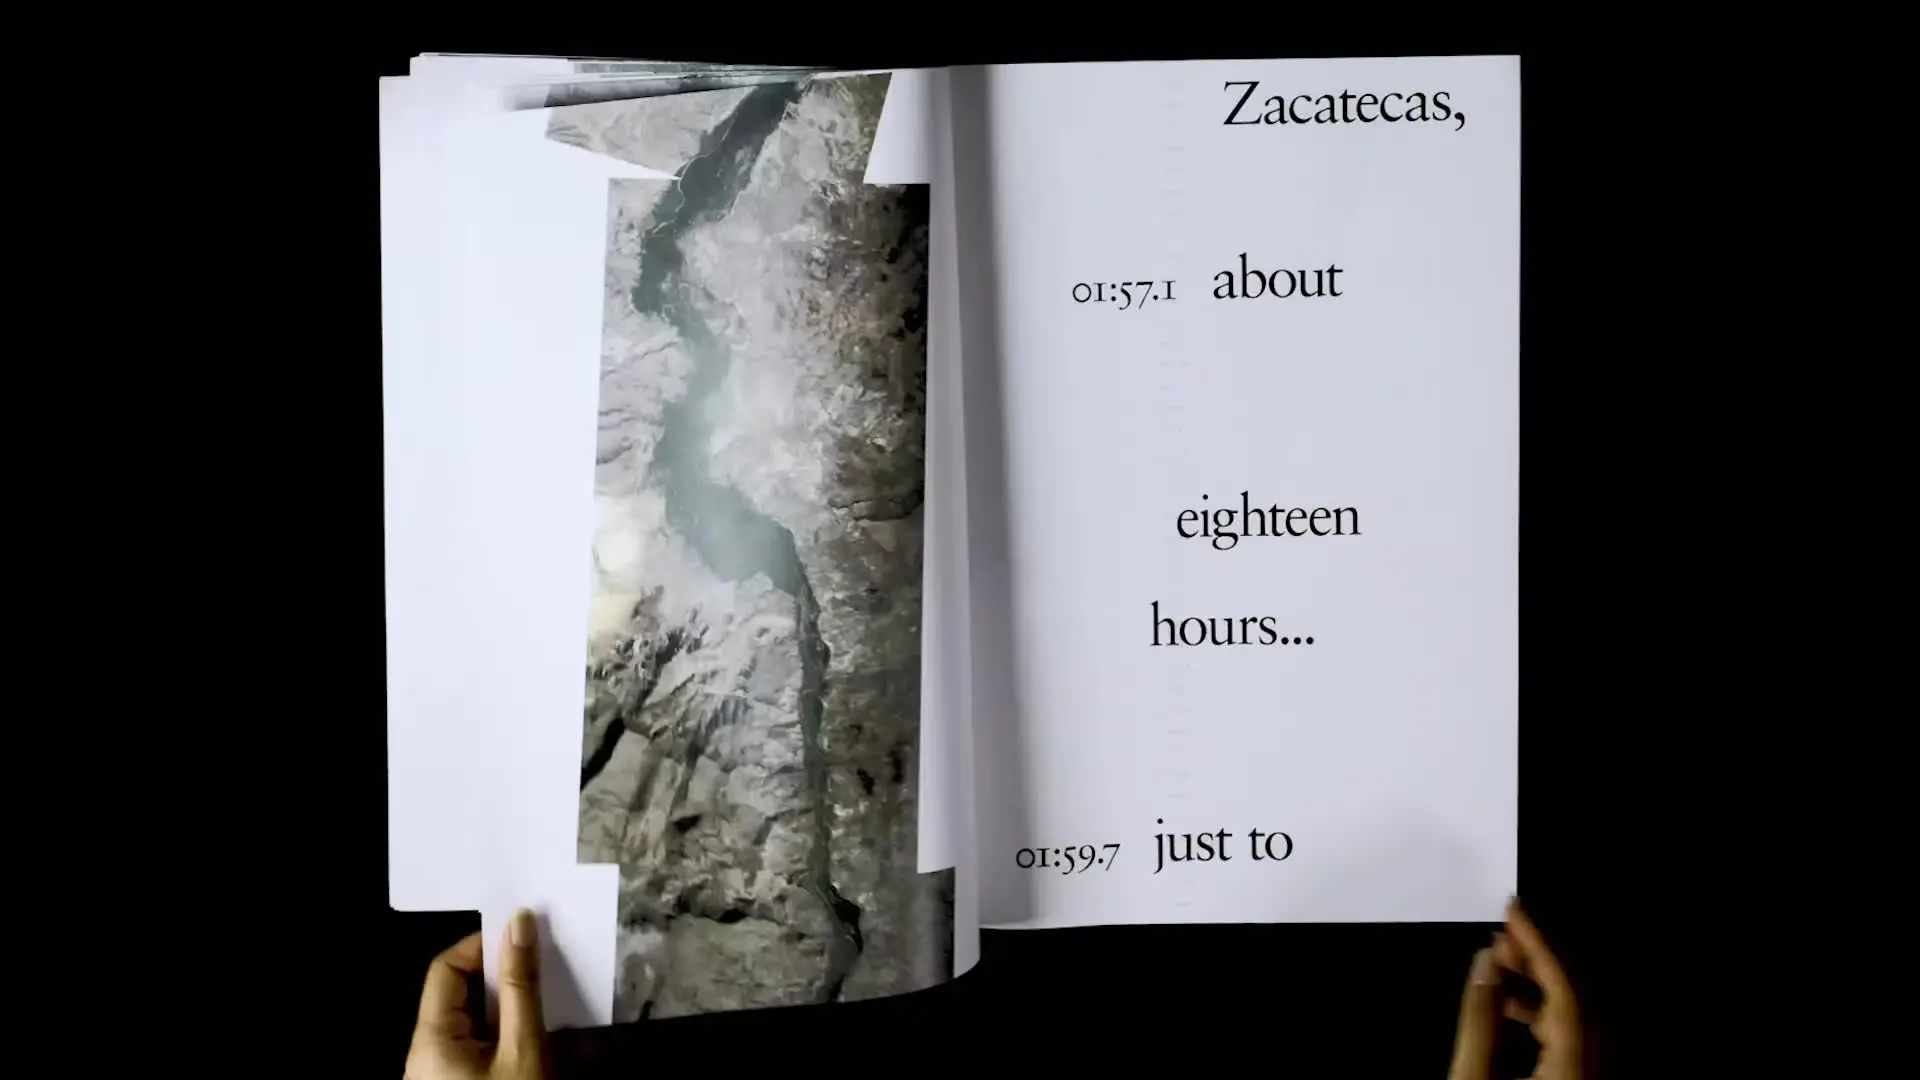 Zacatecas,
01:57.1 about
eighteen
hours...
01:59.7 just to